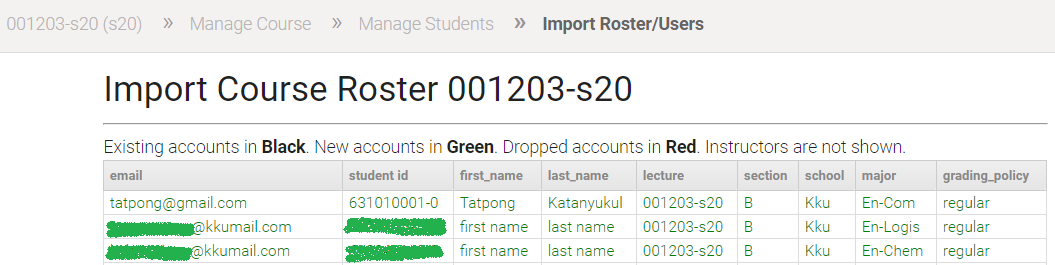 001203-s20 (s20) » Manage Course » Manage Students » Import Roster/Users
Import Course Roster 001203-s20
Existing accounts in Black. New accounts in Green. Dropped accounts in Red. Instructors are not shown.
email student id first_name last_name lecture section school major grading_policy
tatpong@gmail.com 631010001-0 Tatpong Katanyukul 001203-s20 B Kku En-Com regular
@kkumail.com first name last name 001203-s20 B Kku En-Logis regular
@kkumail.com first name last name 001203-s20 B Kku En-Chem regular